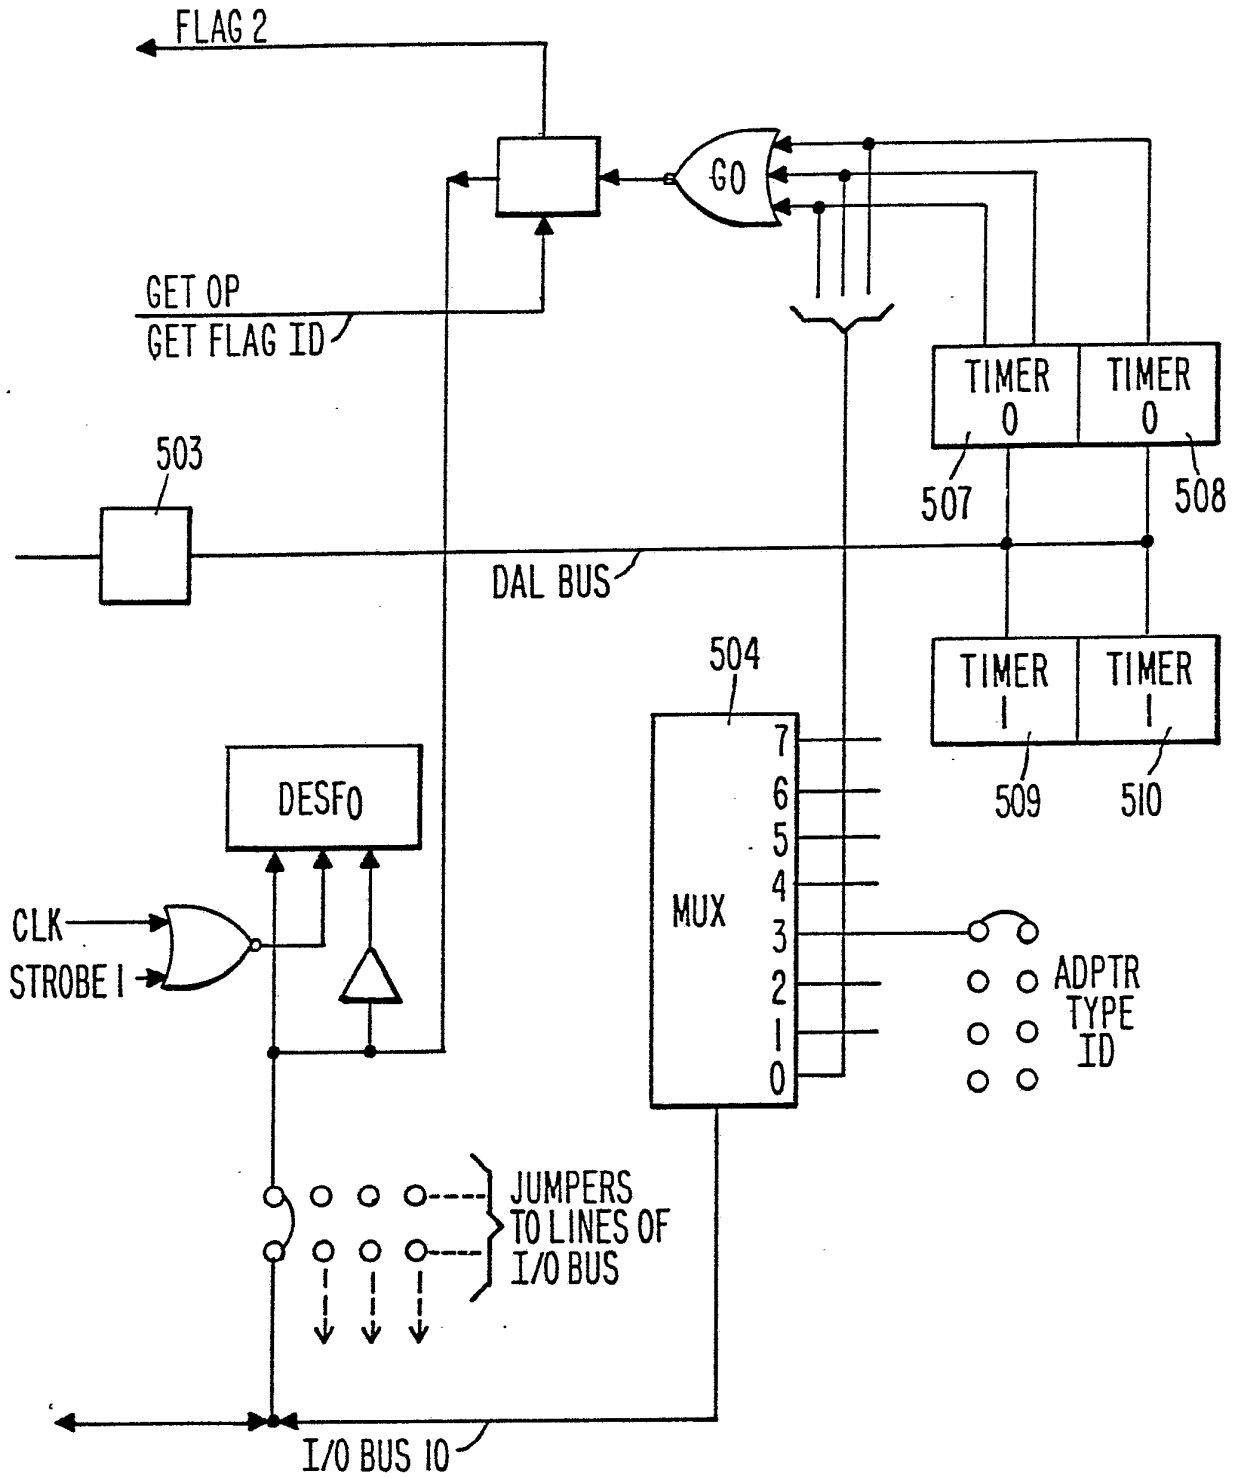 FLAG 2
GO
GET OP
GET FLAG ID
TIMER
0
TIMER
0
503
507
508
DAL BUS
504
TIMER
1
TIMER
1
509
510
7
6
5
4
3
2
1
0
MUX
DESF0
CLK
STROBE 1
ADPTR
TYPE
ID
JUMPERS
TO LINES OF
I/O BUS
I/O BUS 10